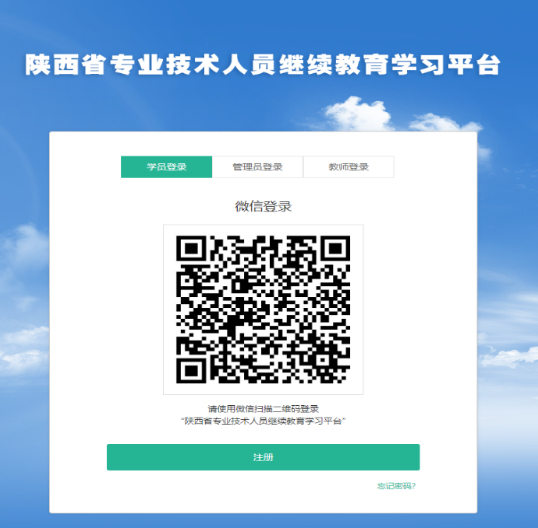 陕西省专业技术人员继续教育学习平台
学员登录 管理员登录 教师登录
微信登录
请使用微信扫描二维码登录
“陕西省专业技术人员继续教育学习平台”
注册
忘记密码?